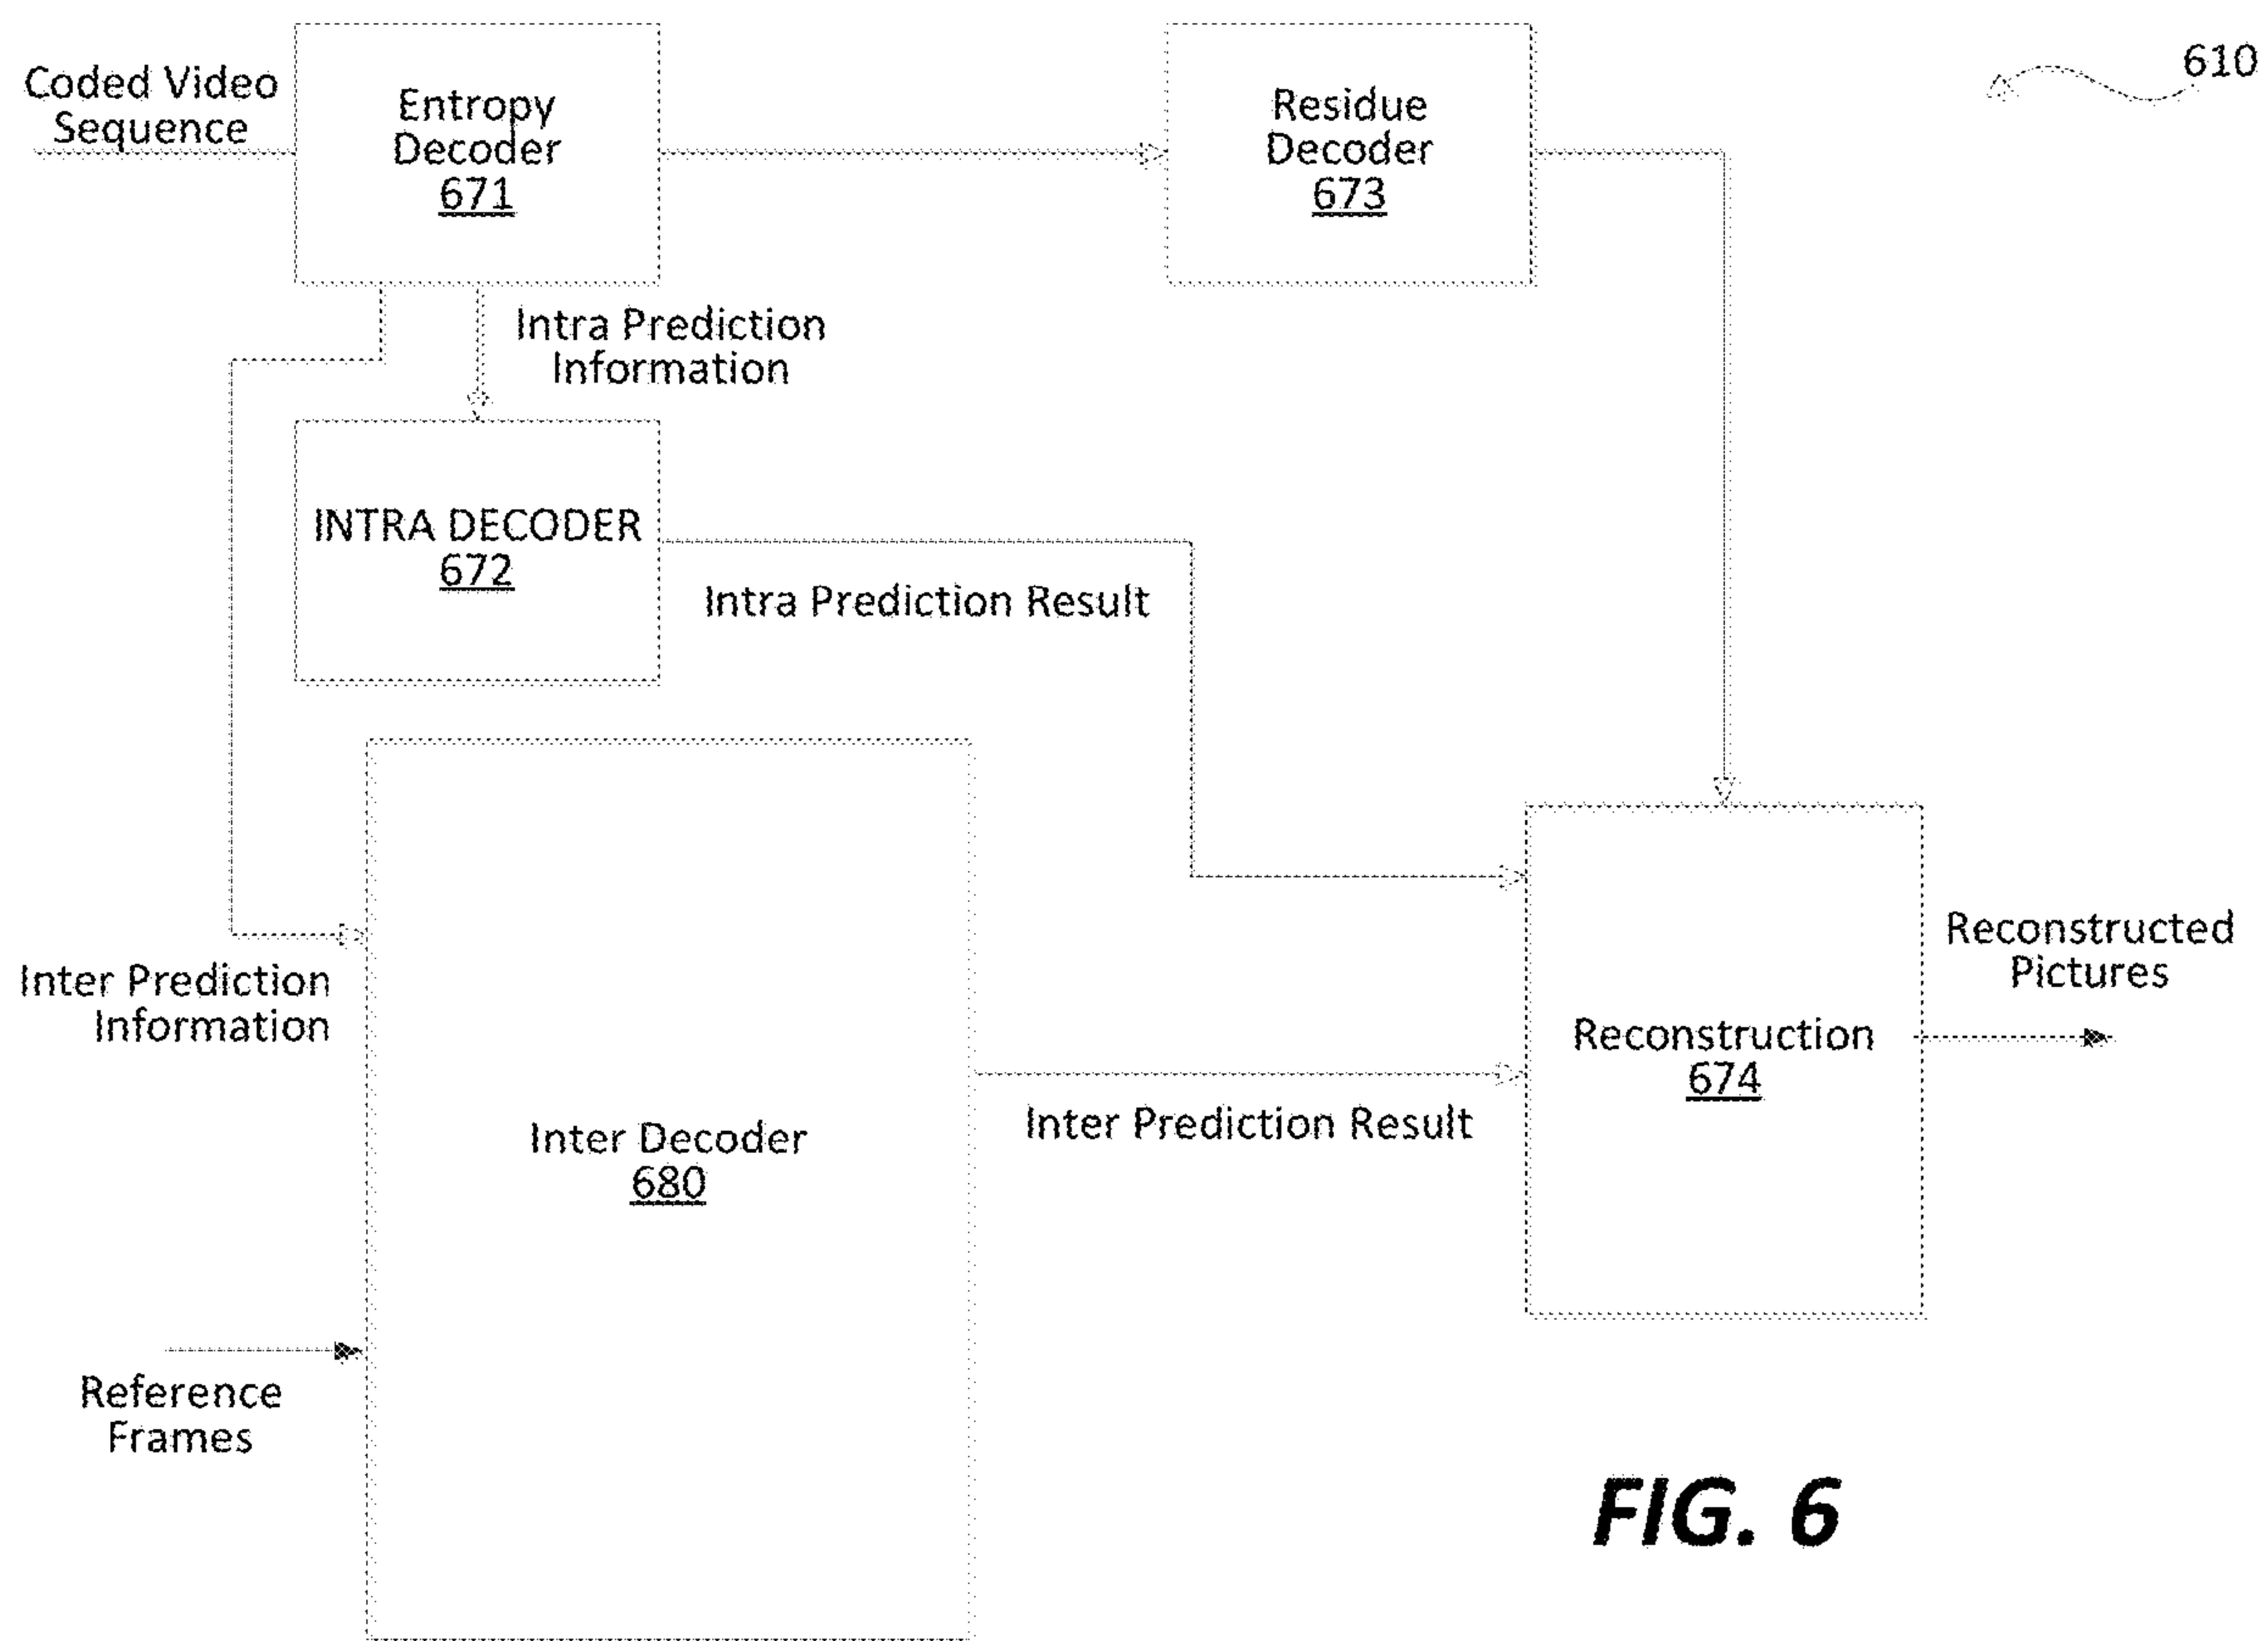 610
Coded Video
Sequence
Entropy
Decoder
671
Residue
Decoder
673
Intra Prediction
Information
INTRA DECODER
672
Intra Prediction Result
Inter Prediction
Information
Reconstructed
Pictures
Reconstruction
674
Inter Decoder
680
Inter Prediction Result
Reference
Frames
FIG. 6